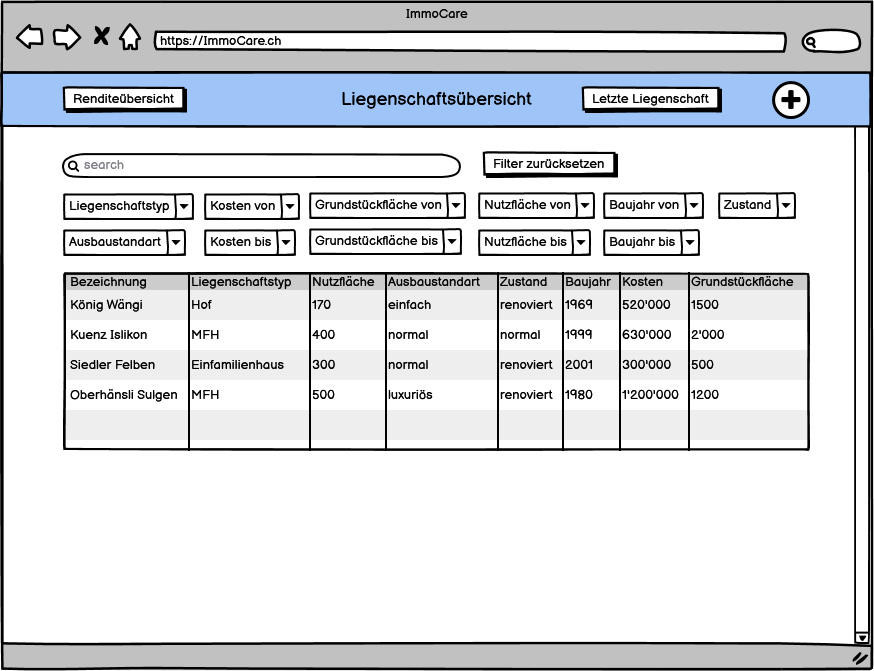 ImmoCare
https://ImmoCare.ch
Renditeübersicht Liegenschaftsübersicht Letzte Liegenschaft
search Filter zurücksetzen
Liegenschaftstyp Kosten von Grundstückfläche von Nutzfläche von Baujahr von Zustand
Ausbaustandart Kosten bis Grundstückfläche bis Nutzfläche bis Baujahr bis
Bezeichnung Liegenschaftstyp Nutzfläche Ausbaustandart Zustand Baujahr Kosten Grundstückfläche
König Wängi Hof 170 einfach renoviert 1969 520'000 1500
Kuenz Islikon MFH 400 normal normal 1999 630'000 2'000
Siedler Felben Einfamilienhaus 300 normal renoviert 2001 300'000 500
Oberhänsli Sulgen MFH 500 luxuriös renoviert 1980 1'200'000 1200